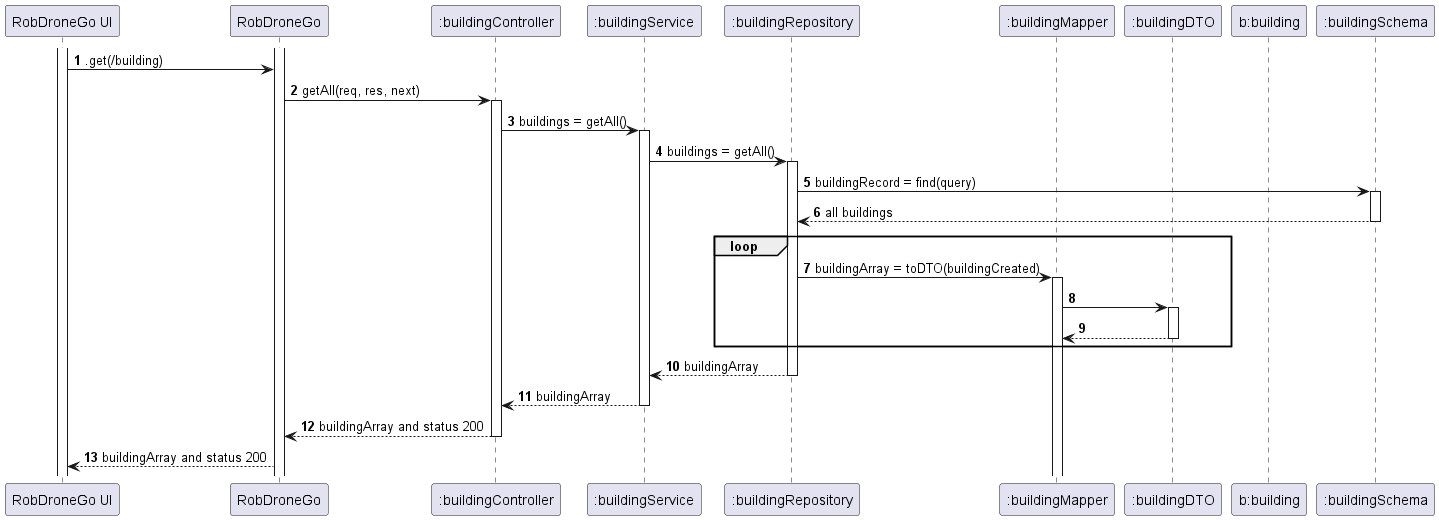 RobDroneGo UI
RobDroneGo
:buildingController
:buildingService
:buildingRepository
:buildingMapper
:buildingDTO
b:building
:buildingSchema
1 .get(/building)
2 getAll(req, res, next)
3 buildings = getAll()
4 buildings = getAll()
5 buildingRecord = find(query)
6 all buildings
loop
7 buildingArray = toDTO(buildingCreated)
8
9
10 buildingArray
11 buildingArray
12 buildingArray and status 200
13 buildingArray and status 200
RobDroneGo UI
RobDroneGo
:buildingController
:buildingService
:buildingRepository
:buildingMapper
:buildingDTO
b:building
:buildingSchema